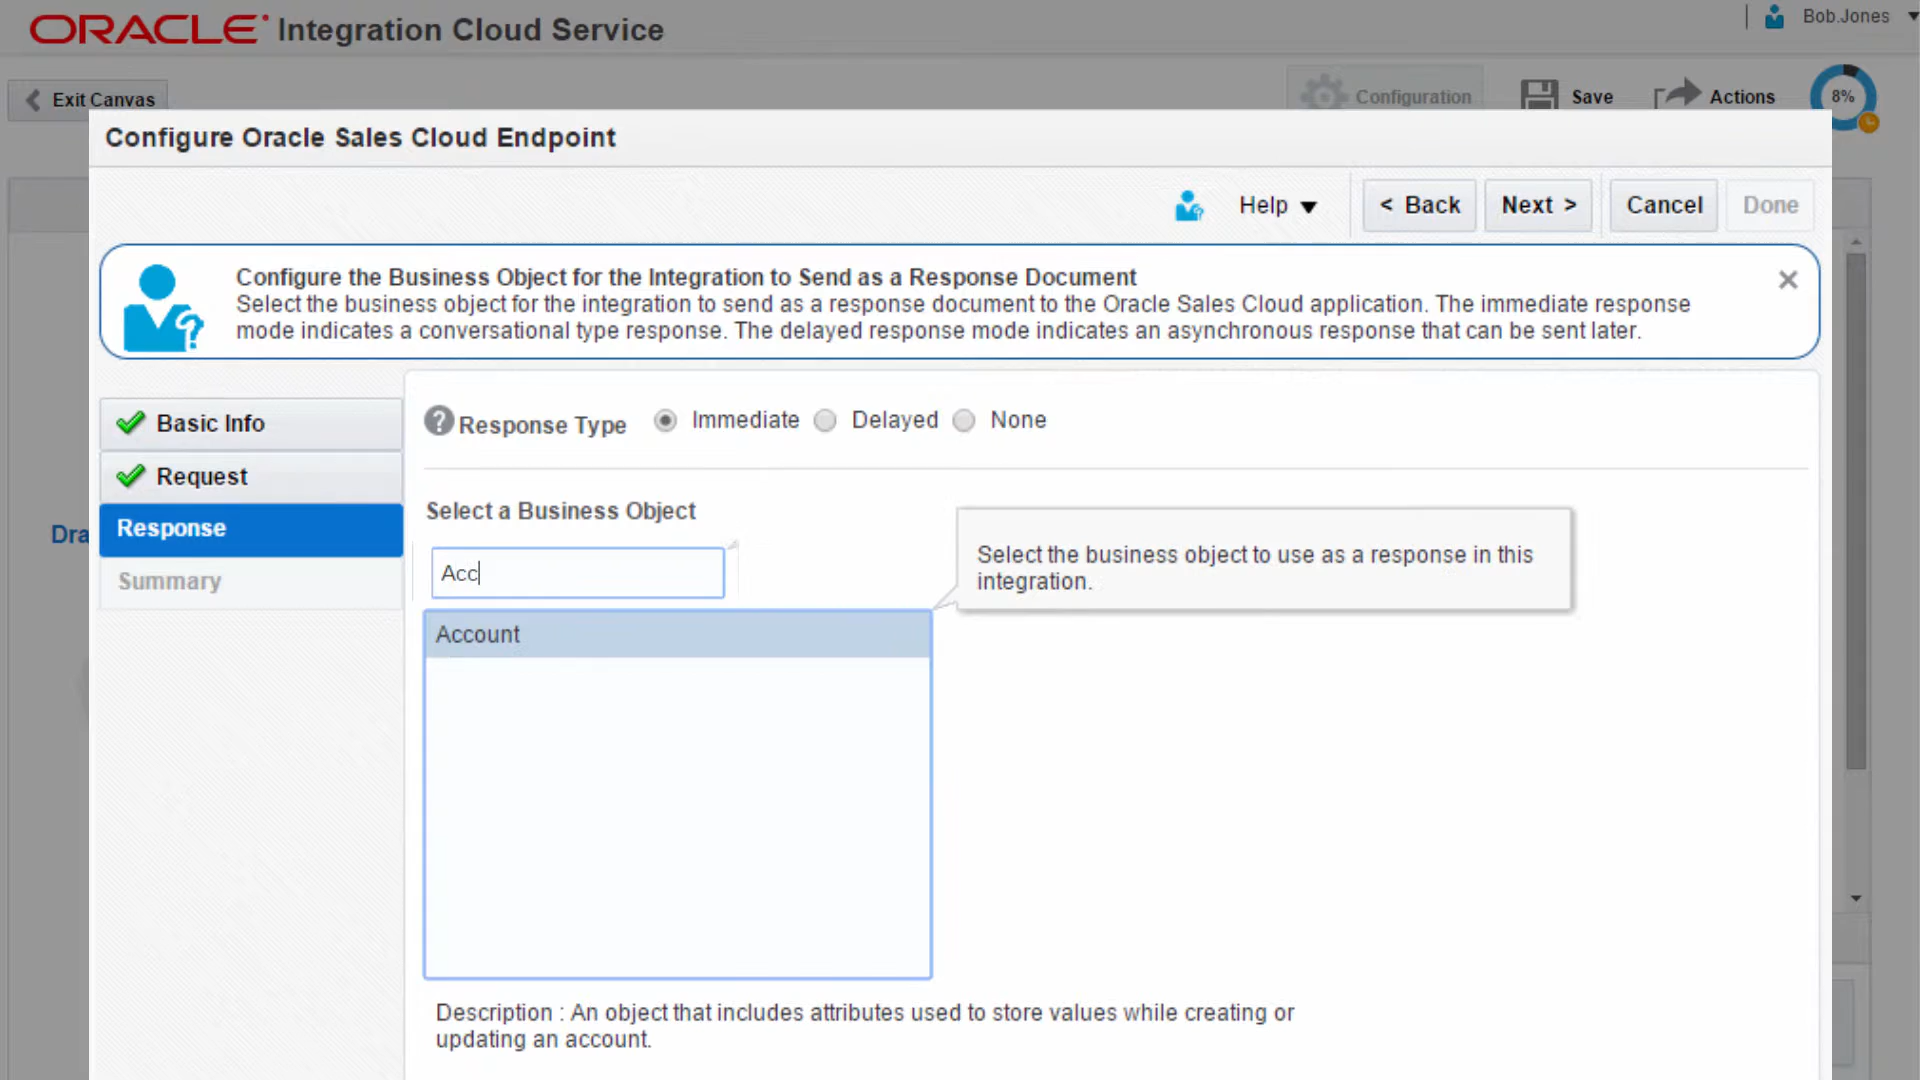 ORACLE Integration Cloud Service
Bob.Jones
Exit Canvas
Configuration
Save
Actions
8%
Configure Oracle Sales Cloud Endpoint
Help
< Back
Next >
Cancel
Done
Configure the Business Object for the Integration to Send as a Response Document
Select the business object for the integration to send as a response document to the Oracle Sales Cloud application. The immediate response
mode indicates a conversational type response. The delayed response mode indicates an asynchronous response that can be sent later.
Basic Info
Request
Response
Summary
Dra
Response Type
Immediate
Delayed
None
Select a Business Object
Acc
Select the business object to use as a response in this
integration.
Account
Description : An object that includes attributes used to store values while creating or
updating an account.